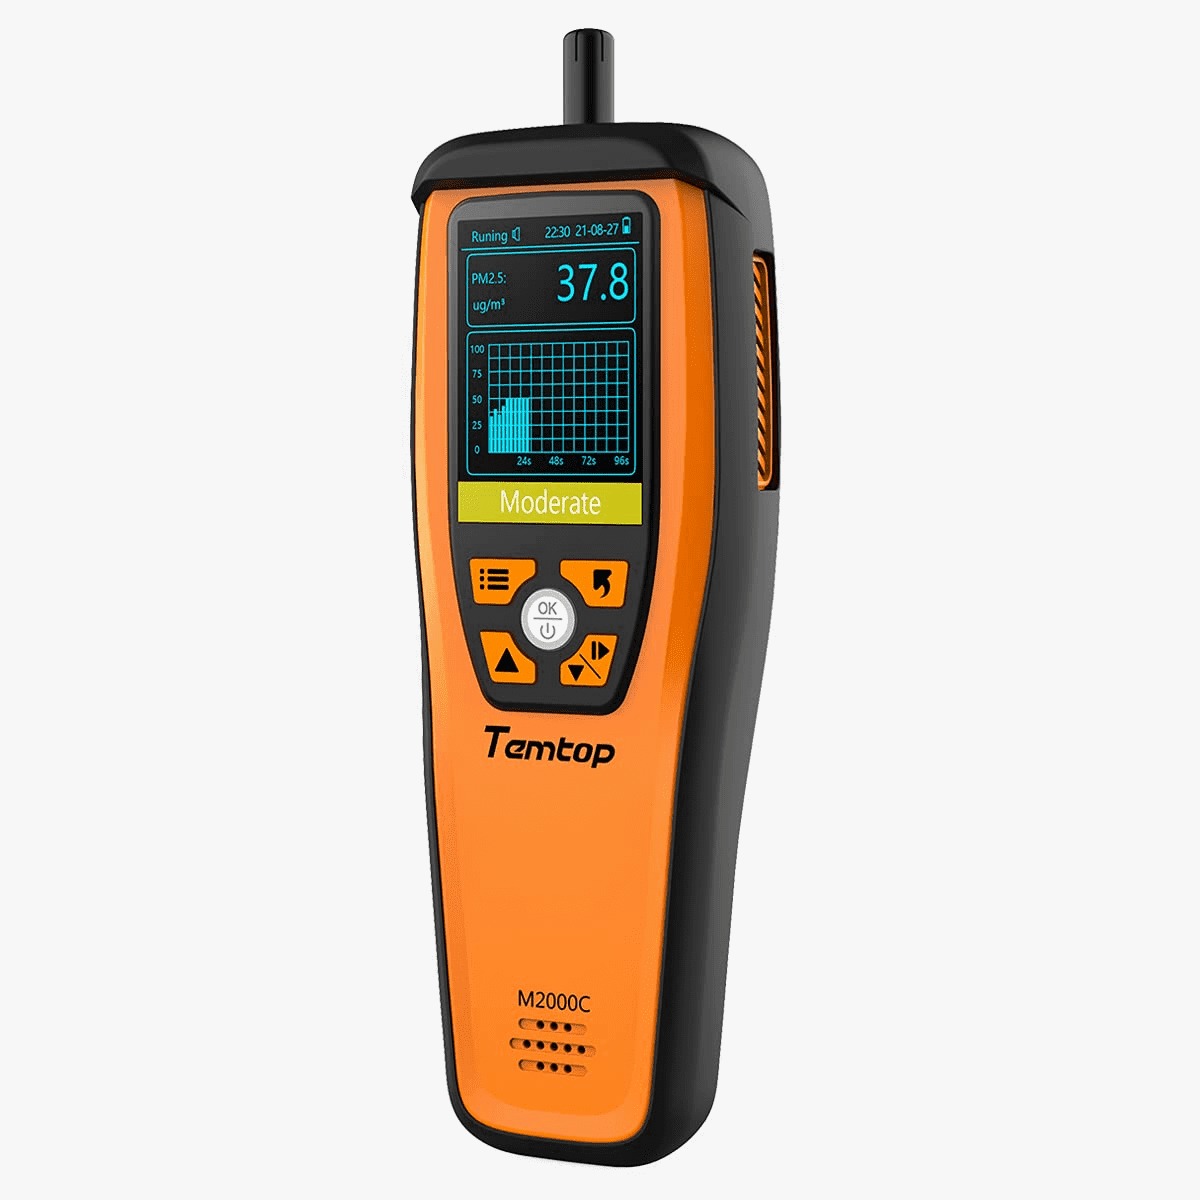 Runing 22:30 21-08-27
PM2.5: 37.8
ug/m³
100
75
50
25
0
24s 48s 72s 96s
Moderate
OK
Temtop
M2000C